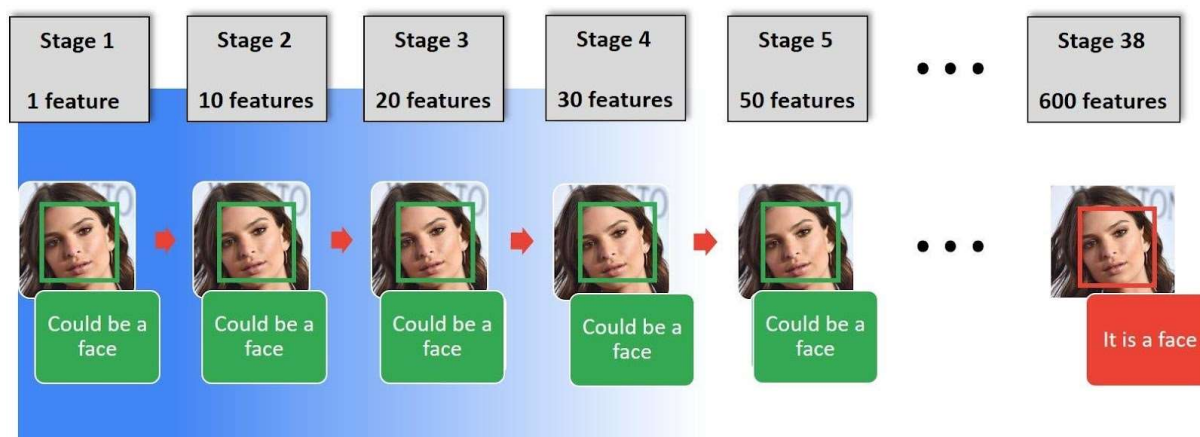 Stage 1
1 feature
Stage 2
10 features
Stage 3
20 features
Stage 4
30 features
Stage 5
50 features
Stage 38
600 features
Could be a
face
Could be a
face
Could be a
face
Could be a
face
Could be a
face
It is a face